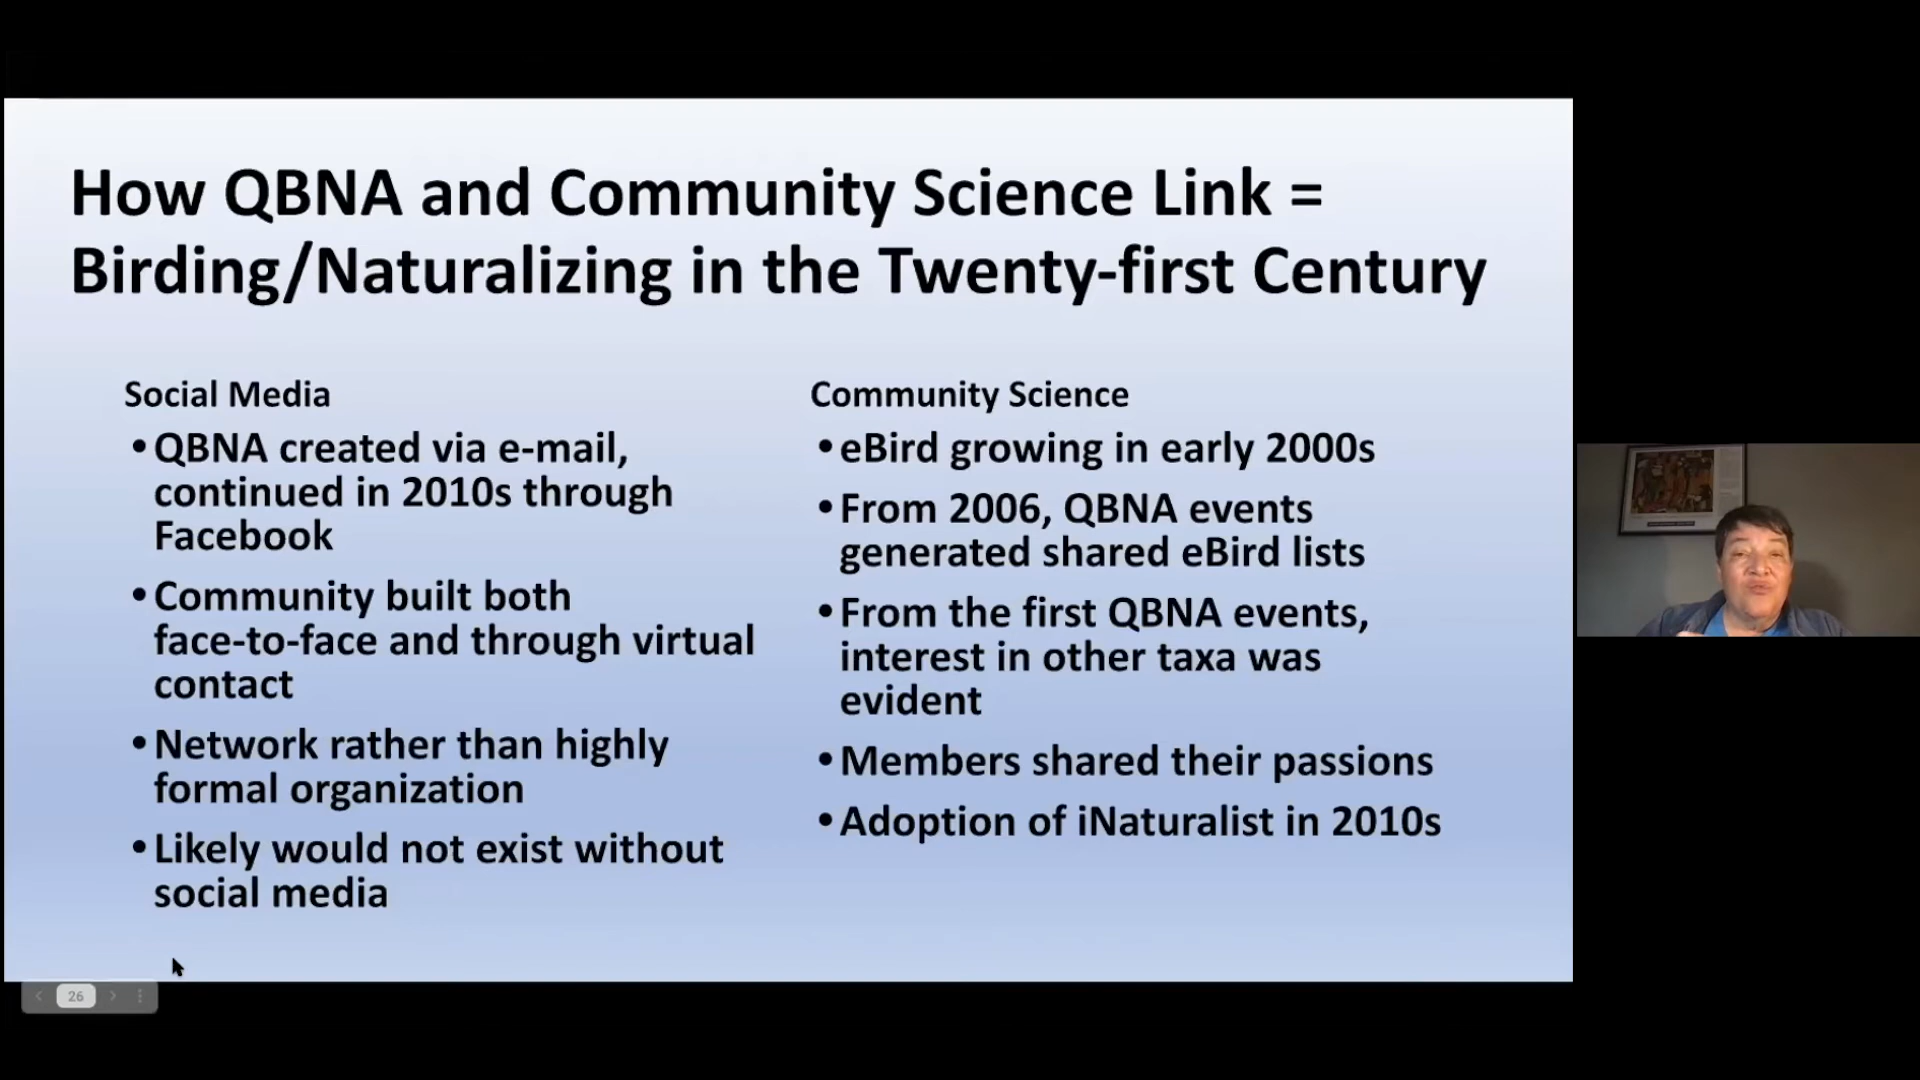 How QBNA and Community Science Link =
Birding/Naturalizing in the Twenty-first Century
Social Media
•QBNA created via e-mail,
continued in 2010s through
Facebook
•Community built both
face-to-face and through virtual
contact
•Network rather than highly
formal organization
•Likely would not exist without
social media
Community Science
•eBird growing in early 2000s
•From 2006, QBNA events
generated shared eBird lists
•From the first QBNA events,
interest in other taxa was
evident
•Members shared their passions
•Adoption of iNaturalist in 2010s
26